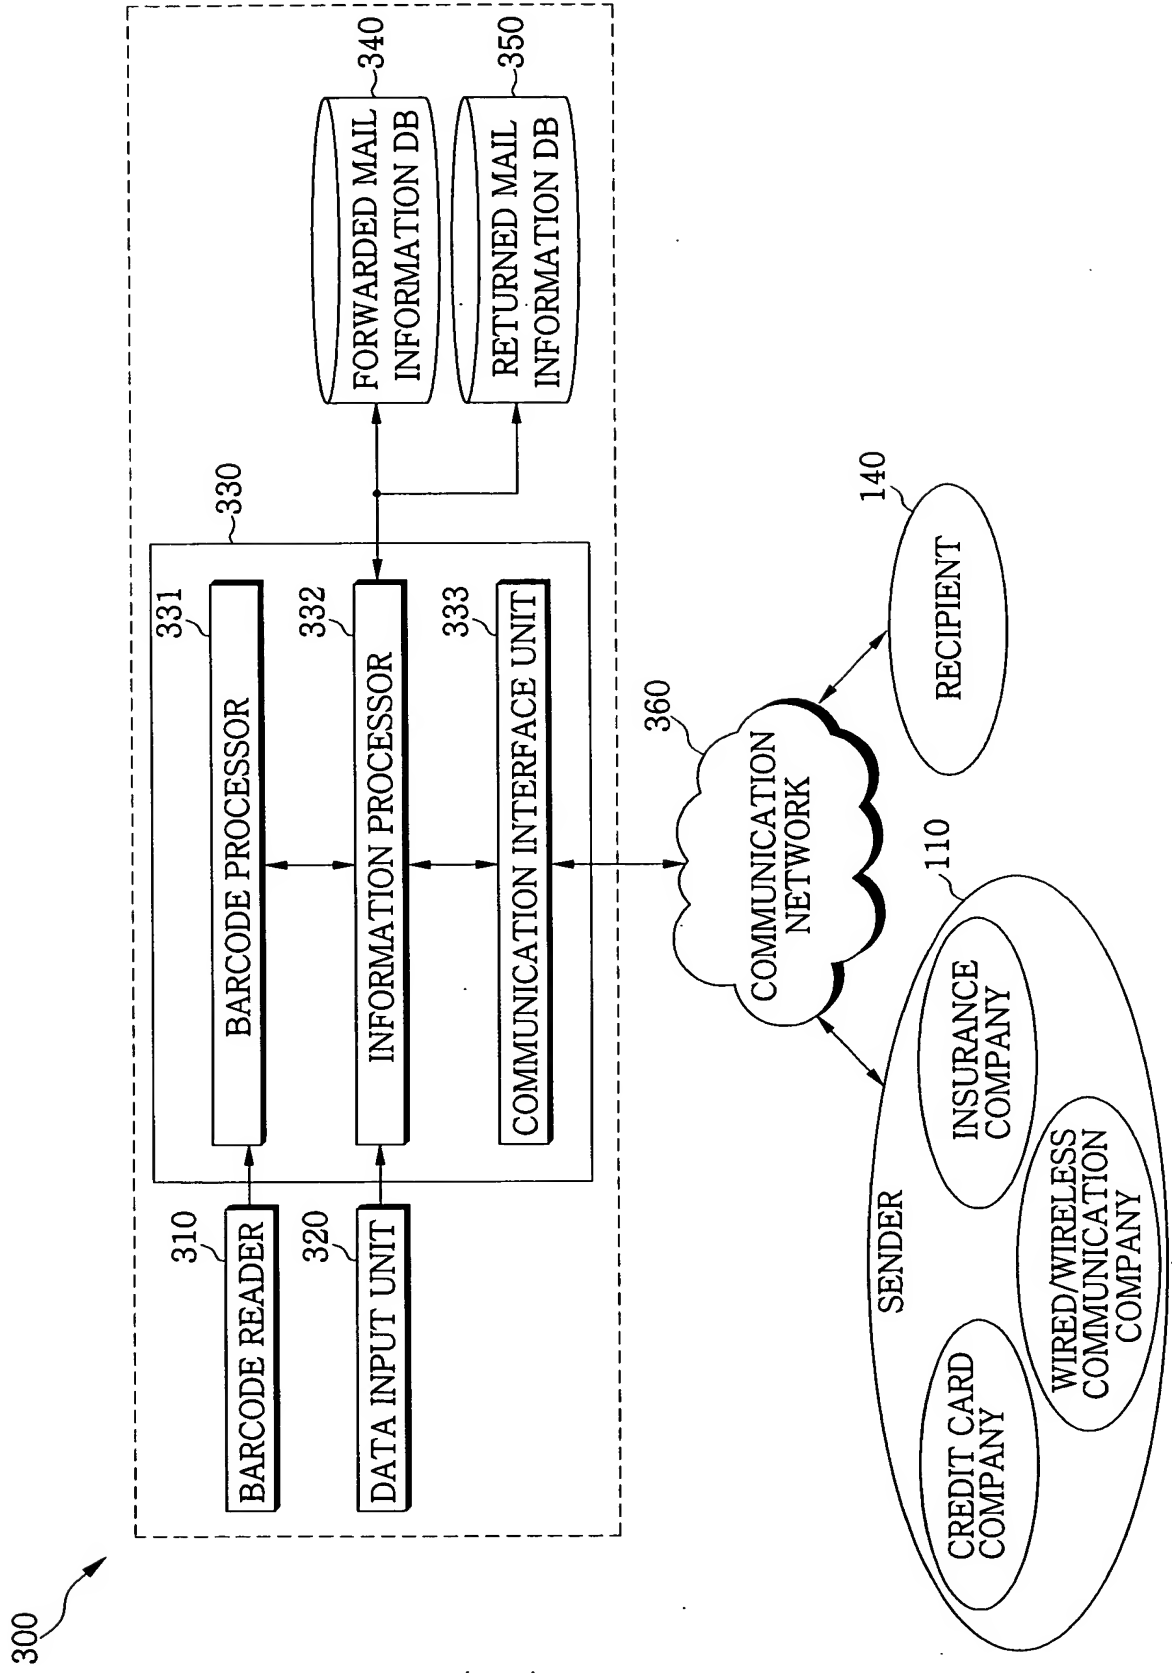 300
310
BARCODE READER
320
DATA INPUT UNIT
330
331
BARCODE PROCESSOR
332
INFORMATION PROCESSOR
333
COMMUNICATION INTERFACE UNIT
340
FORWARDED MAIL
INFORMATION DB
350
RETURNED MAIL
INFORMATION DB
360
COMMUNICATION
NETWORK
110
SENDER
CREDIT CARD
COMPANY
WIRED/WIRELESS
COMMUNICATION
COMPANY
INSURANCE
COMPANY
140
RECIPIENT